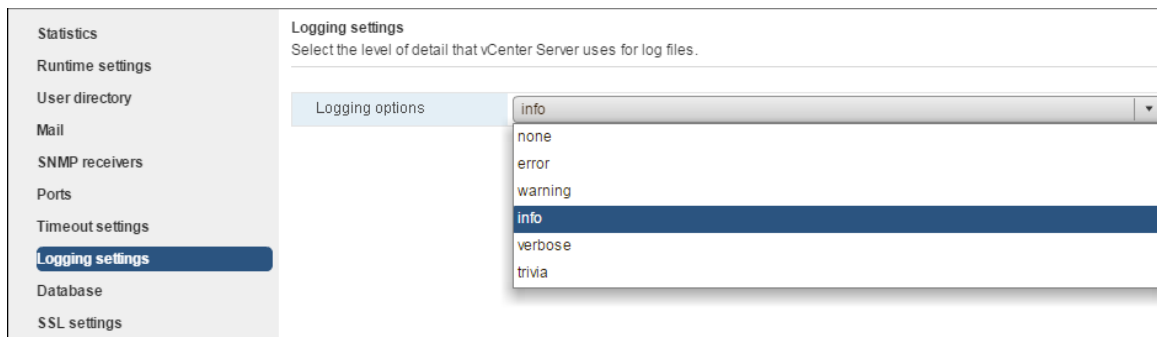 Statistics
Runtime settings
User directory
Mail
SNMP receivers
Ports
Timeout settings
Logging settings
Database
SSL settings
Logging settings
Select the level of detail that vCenter Server uses for log files.
Logging options
info
none
error
warning
info
verbose
trivia